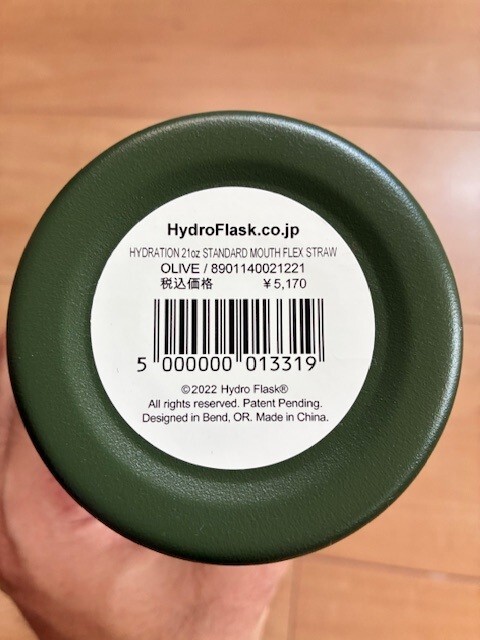 HydroFlask.co.jp
HYDRATION 21oz STANDARD MOUTH FLEX STRAW
OLIVE / 8901140021221
税込価格 ¥5,170
5 000000 013319
©2022 Hydro Flask®
All rights reserved. Patent Pending.
Designed in Bend, OR. Made in China.